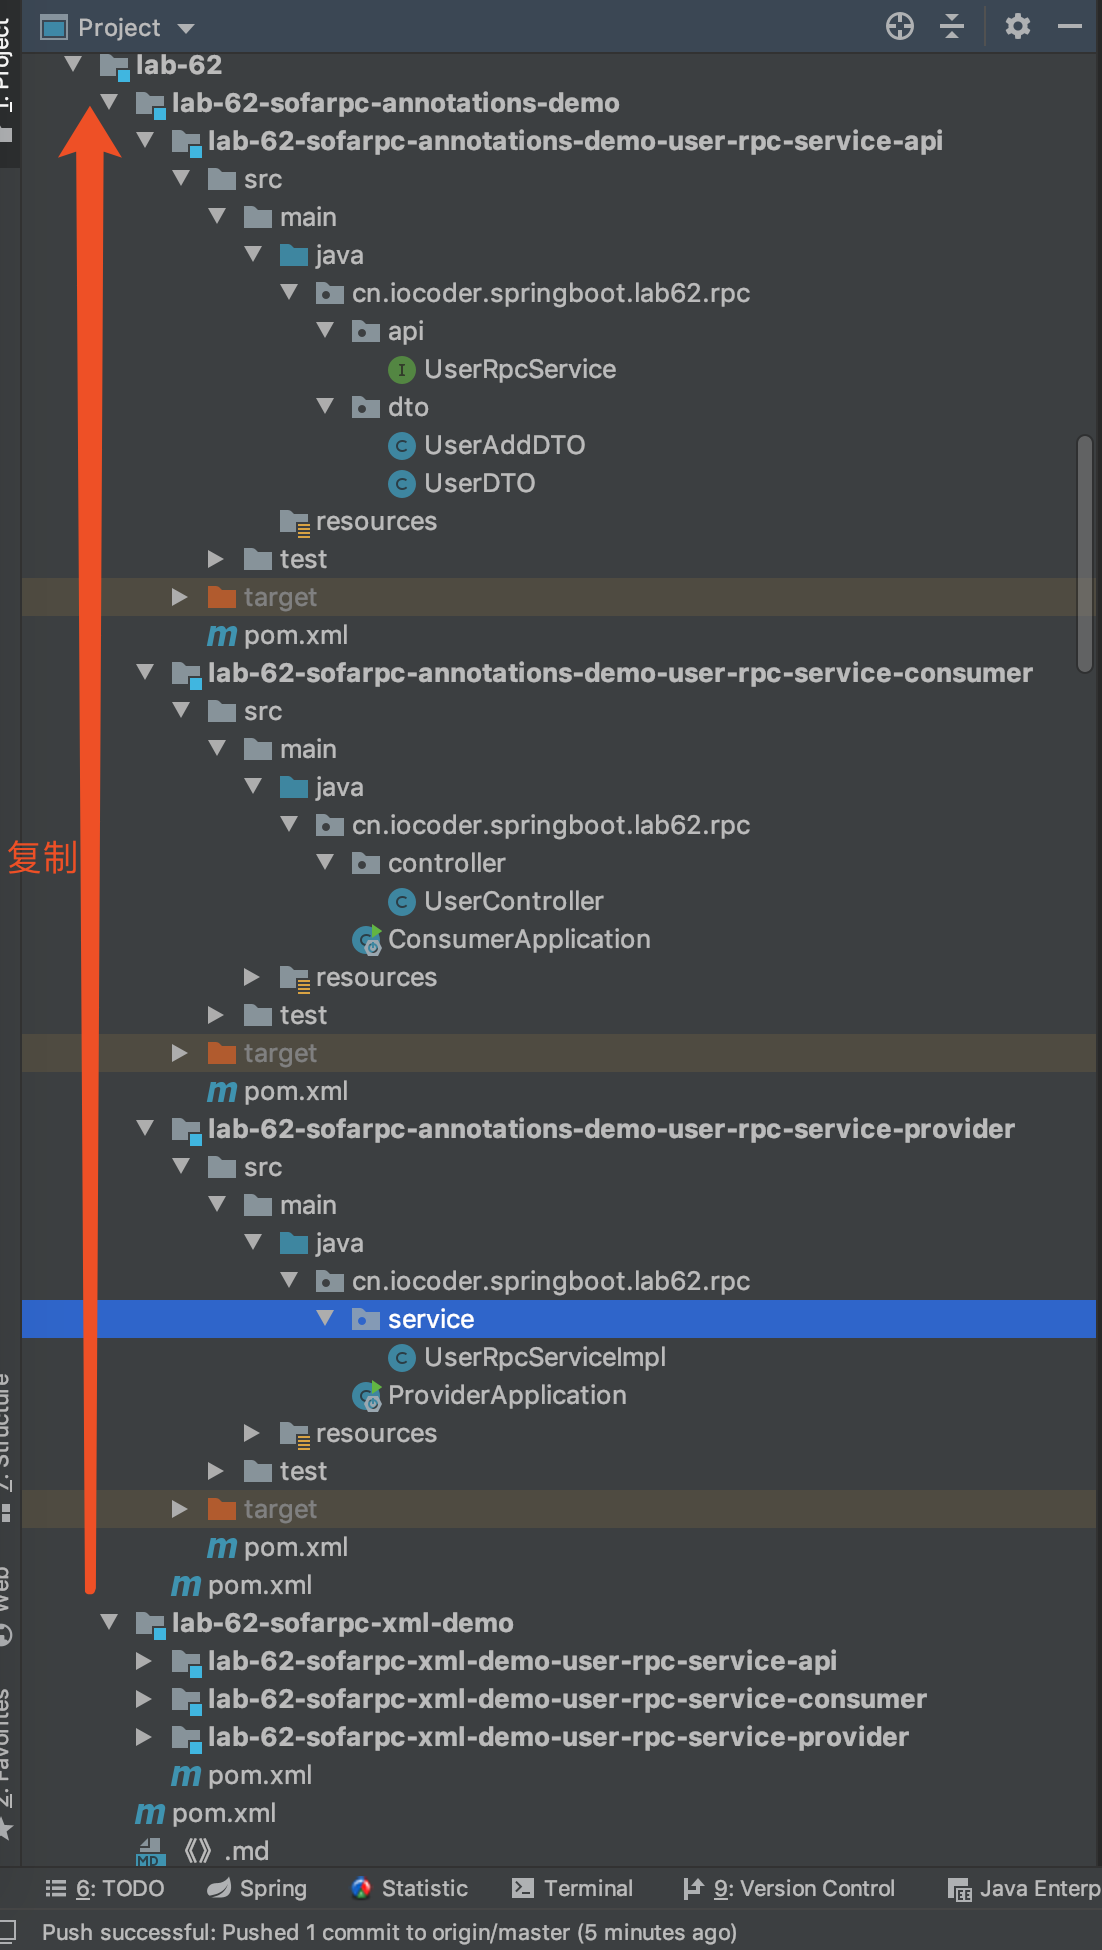 Project
1: Project
lab-62
lab-62-sofarpc-annotations-demo
lab-62-sofarpc-annotations-demo-user-rpc-service-api
src
main
java
cn.iocoder.springboot.lab62.rpc
api
I UserRpcService
dto
C UserAddDTO
C UserDTO
resources
test
target
m pom.xml
lab-62-sofarpc-annotations-demo-user-rpc-service-consumer
src
main
java
cn.iocoder.springboot.lab62.rpc
复制
controller
C UserController
C ConsumerApplication
resources
test
target
m pom.xml
lab-62-sofarpc-annotations-demo-user-rpc-service-provider
src
main
java
cn.iocoder.springboot.lab62.rpc
service
C UserRpcServiceImpl
C ProviderApplication
7: Structure
resources
test
target
m pom.xml
m pom.xml
Web
lab-62-sofarpc-xml-demo
lab-62-sofarpc-xml-demo-user-rpc-service-api
lab-62-sofarpc-xml-demo-user-rpc-service-consumer
lab-62-sofarpc-xml-demo-user-rpc-service-provider
2: Favorites
m pom.xml
m pom.xml
MD 《》 .md
6: TODO Spring Statistic Terminal 9: Version Control Java Enterp
Push successful: Pushed 1 commit to origin/master (5 minutes ago)